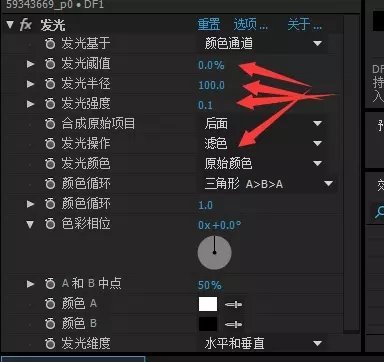 59343669_p0 • DF1
fx 发光 重置 选项... 关于...
发光基于 颜色通道
发光阈值 0.0%
发光半径 100.0
发光强度 0.1
合成原始项目 后面
发光操作 滤色
发光颜色 原始颜色
颜色循环 三角形 A>B>A
颜色循环 1.0
色彩相位 0x+0.0°
A 和 B 中点 50%
颜色 A
颜色 B
发光维度 水平和垂直